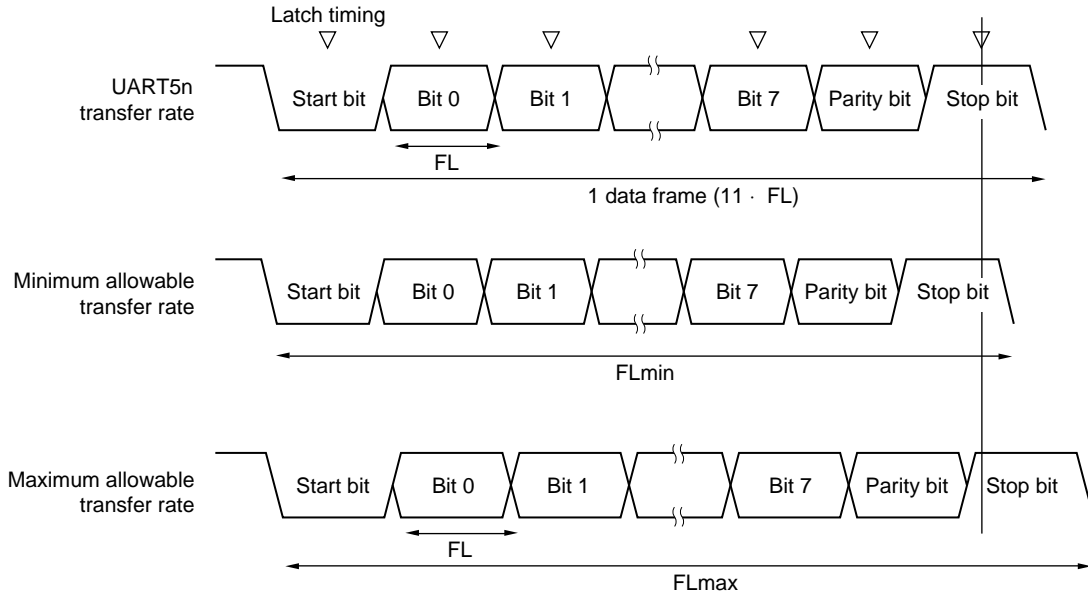 Latch timing
UART5n
transfer rate
Start bit
Bit 0
Bit 1
Bit 7
Parity bit
Stop bit
FL
1 data frame (11 · FL)
Minimum allowable
transfer rate
Start bit
Bit 0
Bit 1
Bit 7
Parity bit
Stop bit
FLmin
Maximum allowable
transfer rate
Start bit
Bit 0
Bit 1
Bit 7
Parity bit
Stop bit
FL
FLmax